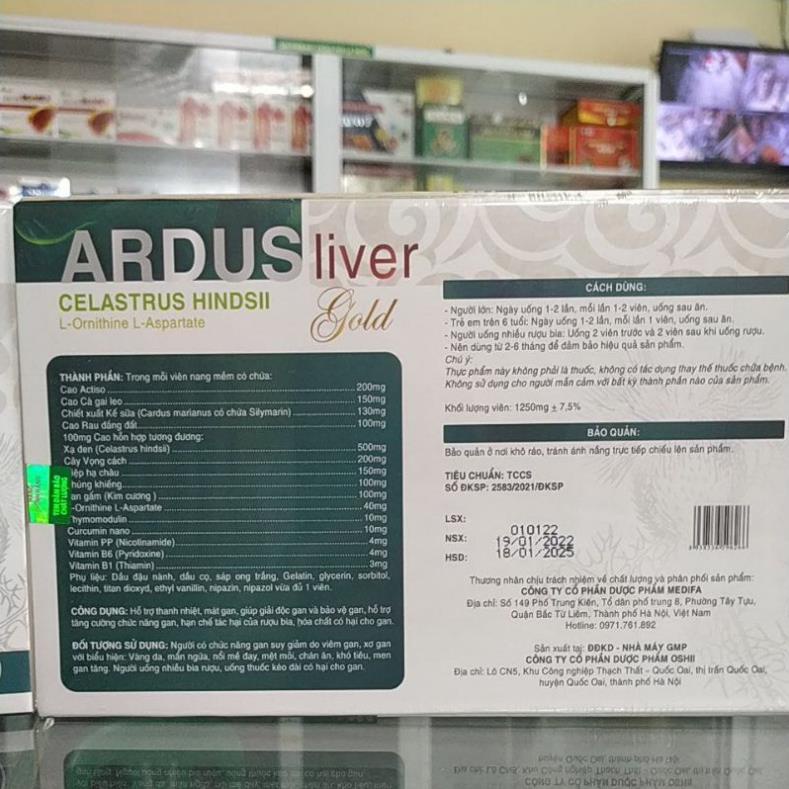 ARDUS liver
Gold
CELASTRUS HINDSII
L-Ornithine L-Aspartate
THÀNH PHẦN: Trong mỗi viên nang mềm có chứa:
Cao Actiso 200mg
Cao Cà gai leo 150mg
Chiết xuất Kế sữa (Cardus marianus có chứa Silymarin) 130mg
Cao Rau đắng đất 100mg
100mg Cao hỗn hợp tương đương:
Xạ đen (Celastrus hindsii) 500mg
Cây Vọng cách 200mg
iệp hạ châu 150mg
hùng khiếng 100mg
an gấm (Kim cương) 100mg
-Ornithine L-Aspartate 40mg
hymomodulin 10mg
Curcumin nano 10mg
Vitamin PP (Nicotinamide) 4mg
Vitamin B6 (Pyridoxine) 4mg
Vitamin B1 (Thiamin) 3mg
Phụ liệu: Dầu đậu nành, dầu cọ, sáp ong trắng, Gelatin, glycerin, sorbitol,
lecithin, titan dioxyd, ethyl vanillin, nipazin, nipazol vừa đủ 1 viên.
CÔNG DỤNG: Hỗ trợ thanh nhiệt, mát gan, giúp giải độc gan và bảo vệ gan, hỗ trợ
tăng cường chức năng gan, hạn chế tác hại của rượu bia, hóa chất có hại cho gan.
ĐỐI TƯỢNG SỬ DỤNG: Người có chức năng gan suy giảm do viêm gan, xơ gan
với biểu hiện: Vàng da, mẩn ngứa, nổi mề đay, mệt mỏi, chán ăn, khó tiêu, men
gan tăng. Người uống nhiều bia rượu, uống thuốc kéo dài có hại cho gan.
TEM ĐẢM BẢO
CHẤT LƯỢNG
CÁCH DÙNG:
- Người lớn: Ngày uống 1-2 lần, mỗi lần 1-2 viên, uống sau ăn.
- Trẻ em trên 6 tuổi: Ngày uống 1-2 lần, mỗi lần 1 viên, uống sau ăn.
- Người uống nhiều rượu bia: Uống 2 viên trước và 2 viên sau khi uống rượu.
- Nên dùng từ 2-6 tháng để đảm bảo hiệu quả sản phẩm.
Chú ý:
Thực phẩm này không phải là thuốc, không có tác dụng thay thế thuốc chữa bệnh.
Không sử dụng cho người mẫn cảm với bất kỳ thành phần nào của sản phẩm.
Khối lượng viên: 1250mg ± 7,5%
BẢO QUẢN:
Bảo quản ở nơi khô ráo, tránh ánh nắng trực tiếp chiếu lên sản phẩm.
TIÊU CHUẨN: TCCS
SỐ ĐKSP: 2583/2021/ĐKSP
LSX: 010122
NSX: 19/01/2022
HSD: 18/01/2025
Thương nhân chịu trách nhiệm về chất lượng và phân phối sản phẩm:
CÔNG TY CỔ PHẦN DƯỢC PHẨM MEDIFA
Địa chỉ: Số 149 Phố Trung Kiên, Tổ dân phố trung 8, Phường Tây Tựu,
Quận Bắc Từ Liêm, Thành phố Hà Nội, Việt Nam
Hotline: 0971.761.892
Sản xuất tại: ĐĐKD - NHÀ MÁY GMP
CÔNG TY CỔ PHẦN DƯỢC PHẨM OSHII
Địa chỉ: Lô CN5, Khu Công nghiệp Thạch Thất - Quốc Oai, thị trấn Quốc Oai,
huyện Quốc Oai, thành phố Hà Nội